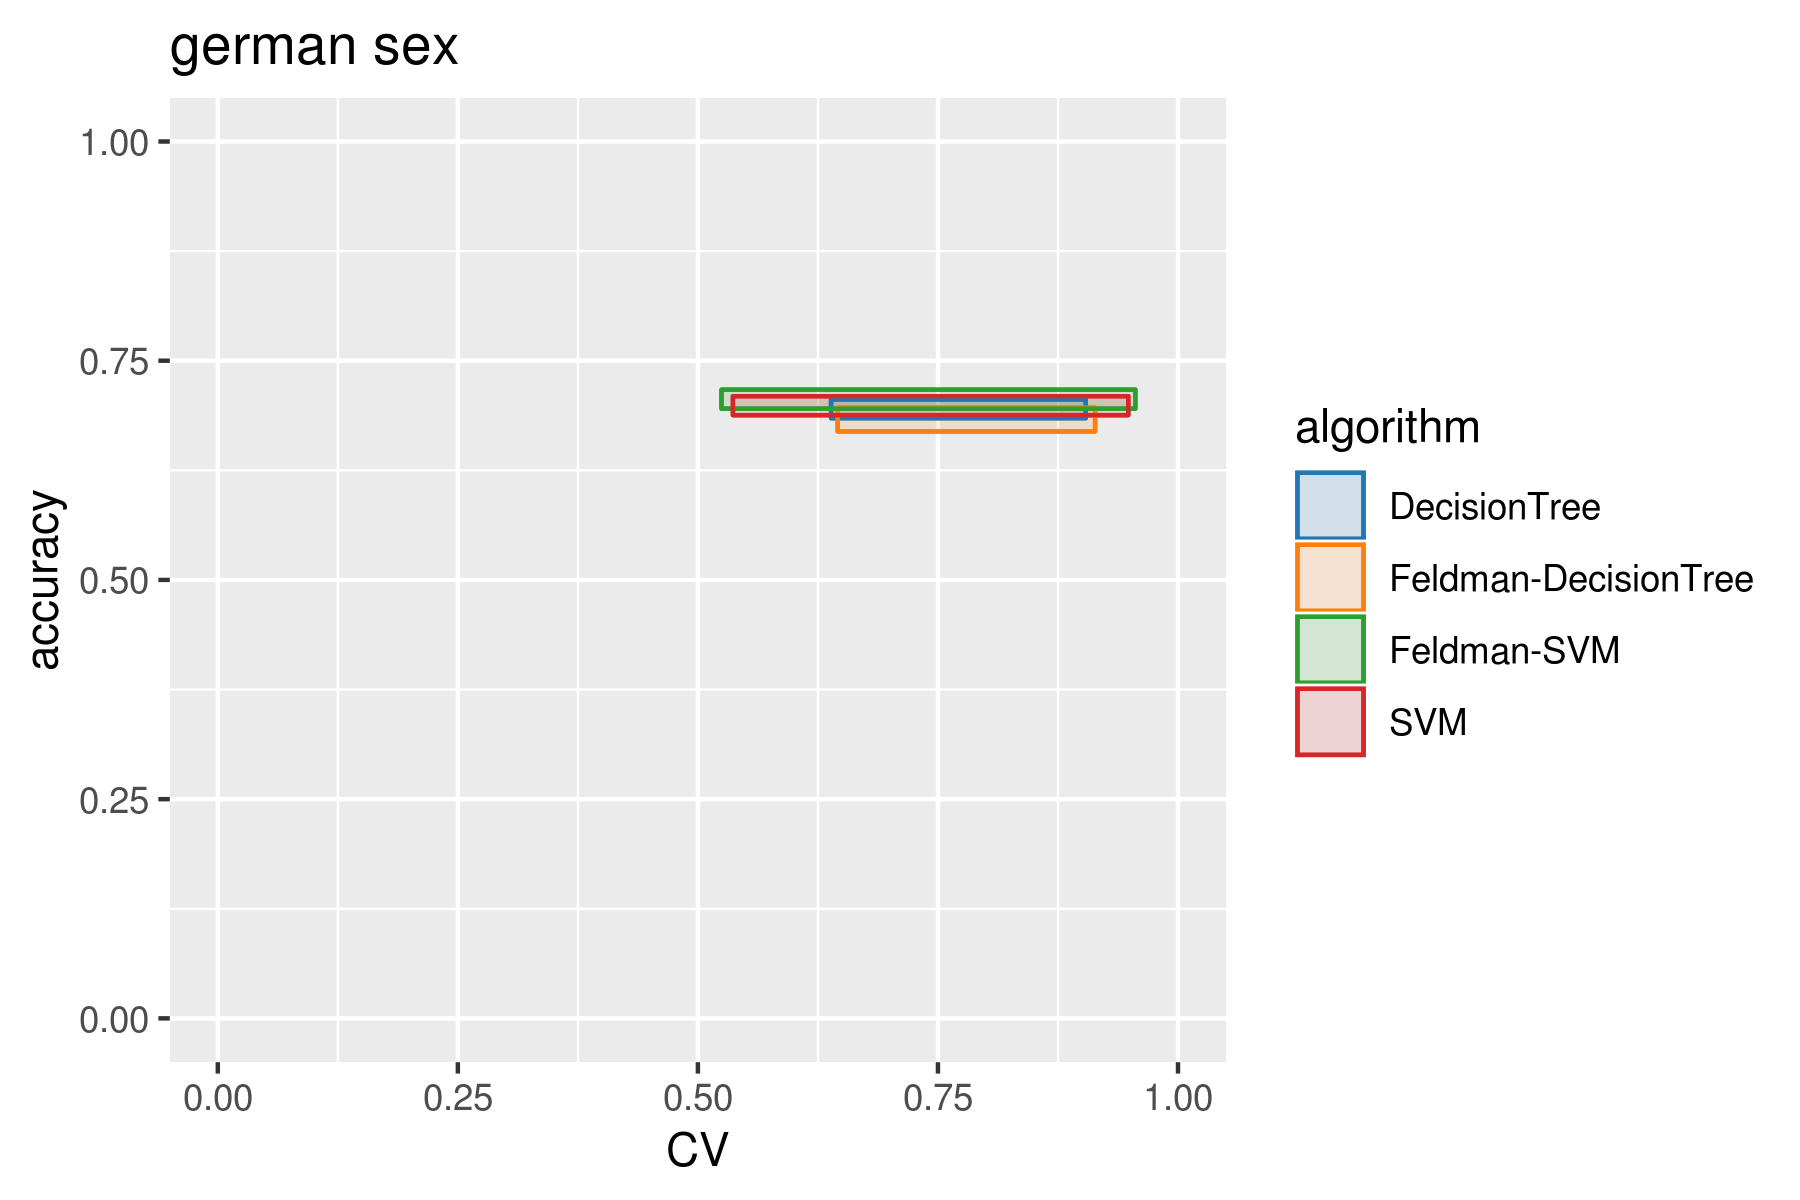 german sex
1.00
0.75
0.50
0.25
0.00
accuracy
0.00 0.25 0.50 0.75 1.00
CV
algorithm
DecisionTree
Feldman-DecisionTree
Feldman-SVM
SVM